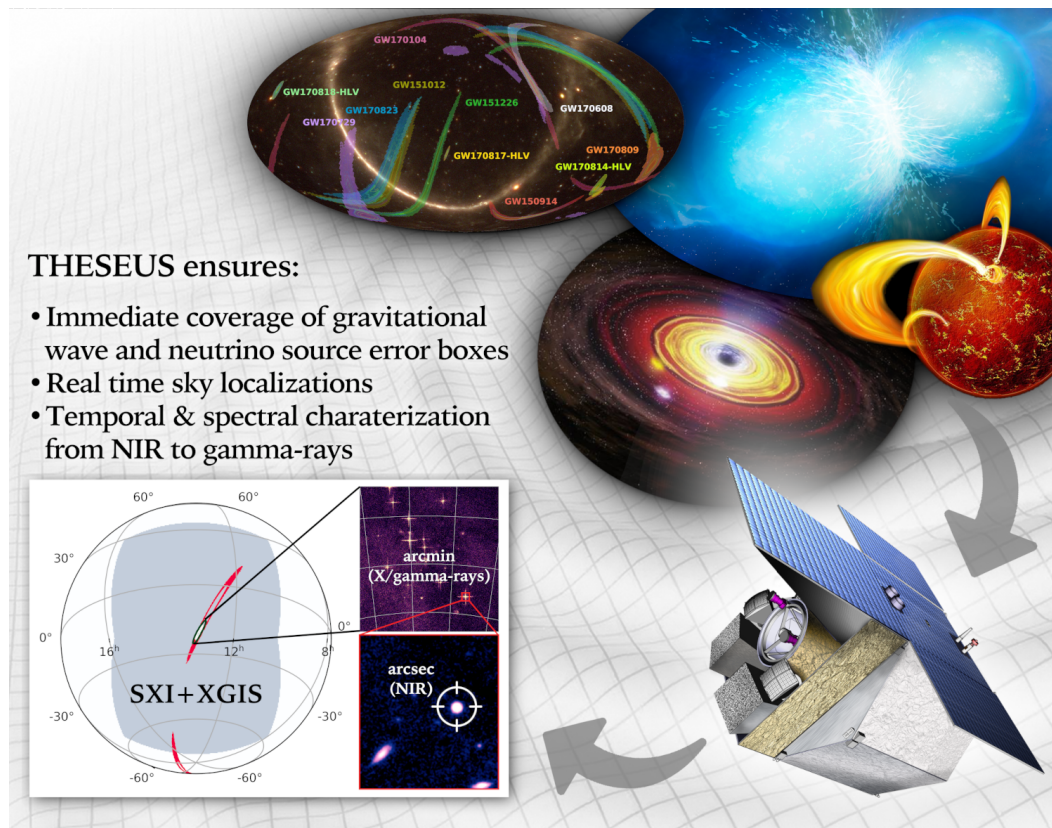 GW170104
GW170818-HLV
GW151012
GW170823
GW151226
GW170608
GW170817-HLV
GW170809
GW170814-HLV
GW150914
THESEUS ensures:
• Immediate coverage of gravitational
wave and neutrino source error boxes
• Real time sky localizations
• Temporal & spectral charaterization
from NIR to gamma-rays
60°
60°
30°
0°
0°
16h
12h
8h
-30°
-30°
-60°
-60°
SXI+XGIS
arcmin
(X/gamma-rays)
arcsec
(NIR)